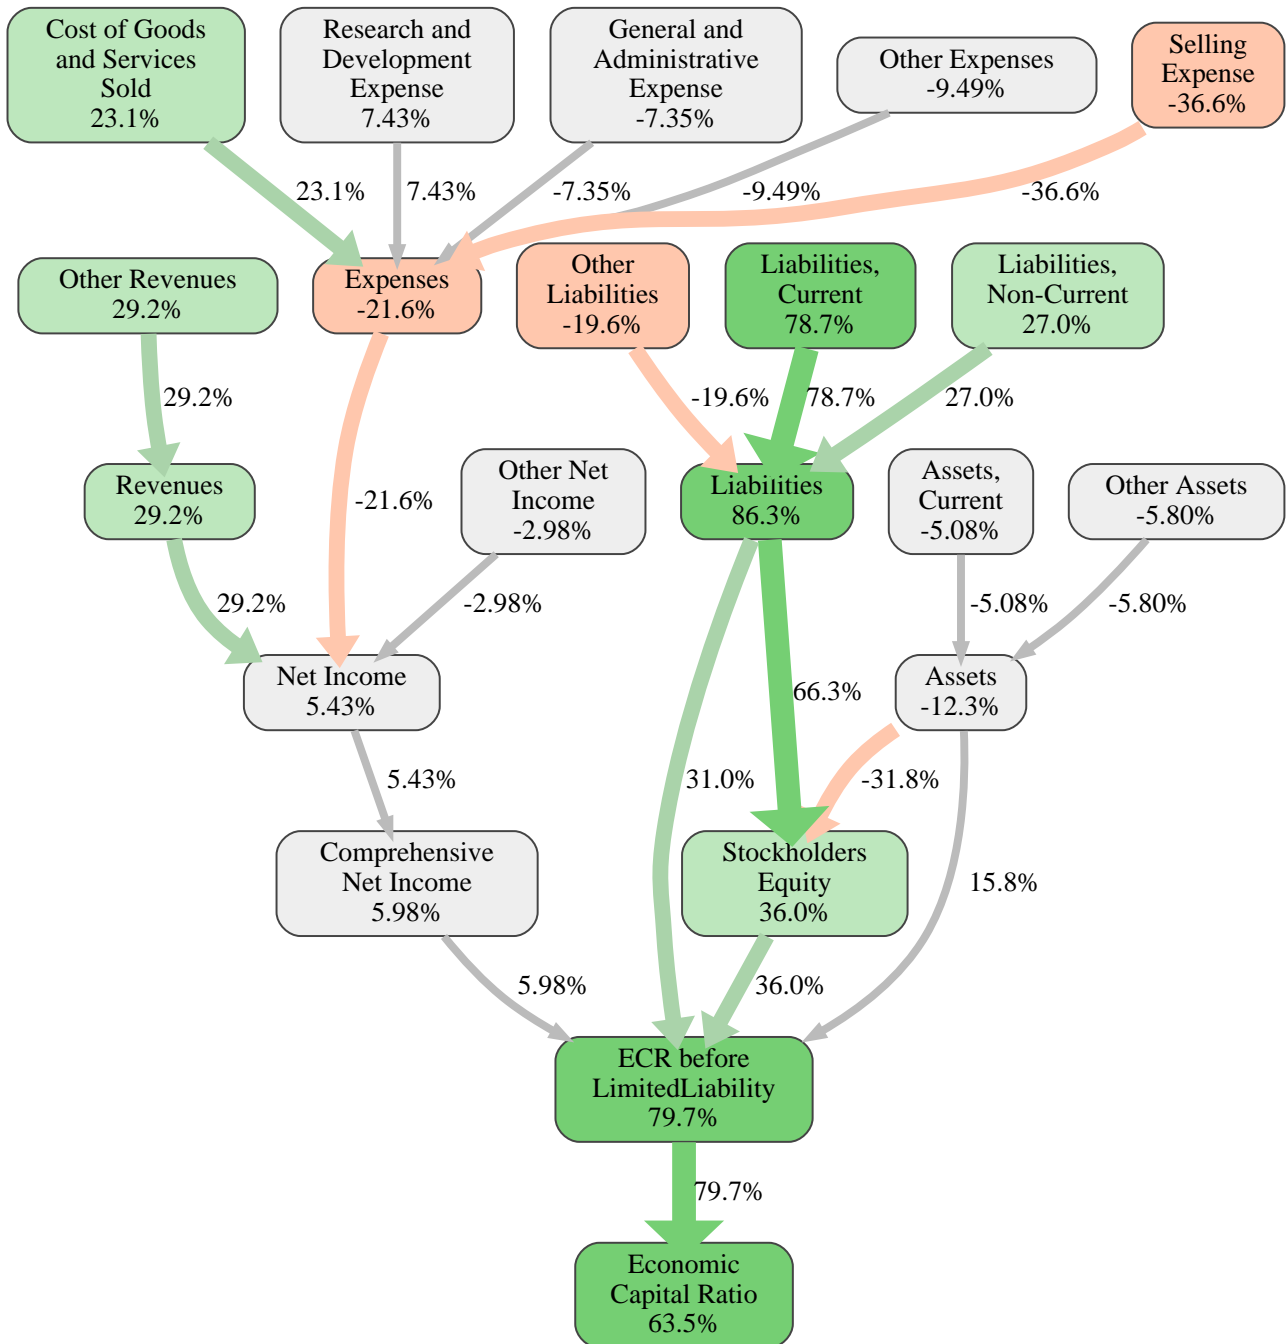 Cost of Goods
and Services
Sold
23.1%
Research and
Development
Expense
7.43%
General and
Administrative
Expense
-7.35%
Other Expenses
-9.49%
Selling
Expense
-36.6%
23.1%
7.43%
-7.35%
-9.49%
-36.6%
Other Revenues
29.2%
Expenses
-21.6%
Other
Liabilities
-19.6%
Liabilities,
Current
78.7%
Liabilities,
Non-Current
27.0%
29.2%
-19.6%
78.7%
27.0%
Revenues
29.2%
-21.6%
Other Net
Income
-2.98%
Liabilities
86.3%
Assets,
Current
-5.08%
Other Assets
-5.80%
29.2%
-2.98%
-5.08%
-5.80%
Net Income
5.43%
66.3%
Assets
-12.3%
5.43%
31.0%
-31.8%
Comprehensive
Net Income
5.98%
Stockholders
Equity
36.0%
15.8%
5.98%
36.0%
ECR before
LimitedLiability
79.7%
79.7%
Economic
Capital Ratio
63.5%